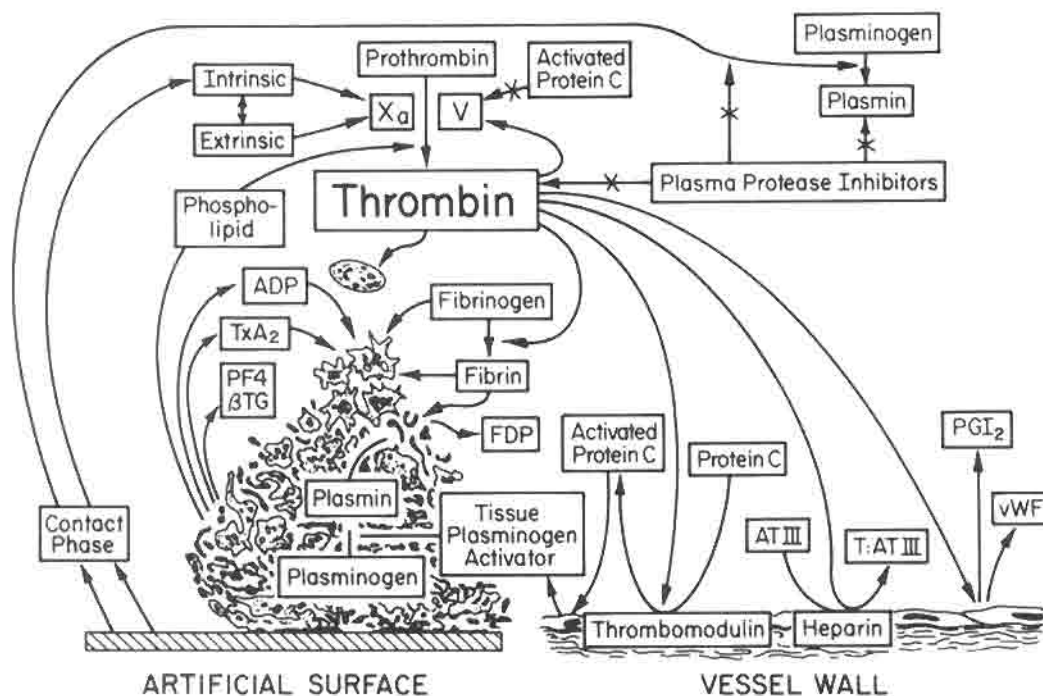 Plasminogen
Prothrombin
Activated
Protein C
Intrinsic
Xa
V
Plasmin
Extrinsic
Plasma Protease Inhibitors
Thrombin
Phospho-
lipid
ADP
Fibrinogen
TxA₂
Fibrin
PF4
βTG
FDP
Activated
Protein C
Protein C
PGI₂
Plasmin
Tissue
Plasminogen
Activator
vWF
Contact
Phase
AT III
T:AT III
Plasminogen
Thrombomodulin
Heparin
ARTIFICIAL SURFACE
VESSEL WALL